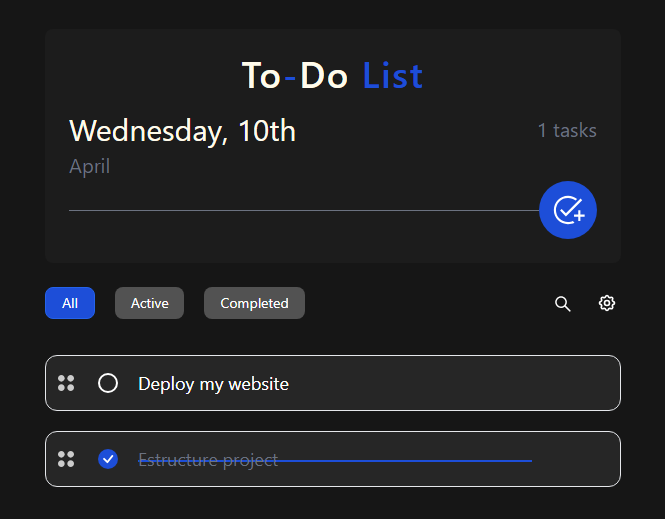 To-Do List
Wednesday, 10th
1 tasks
April
All
Active
Completed
Deploy my website
Estructure project